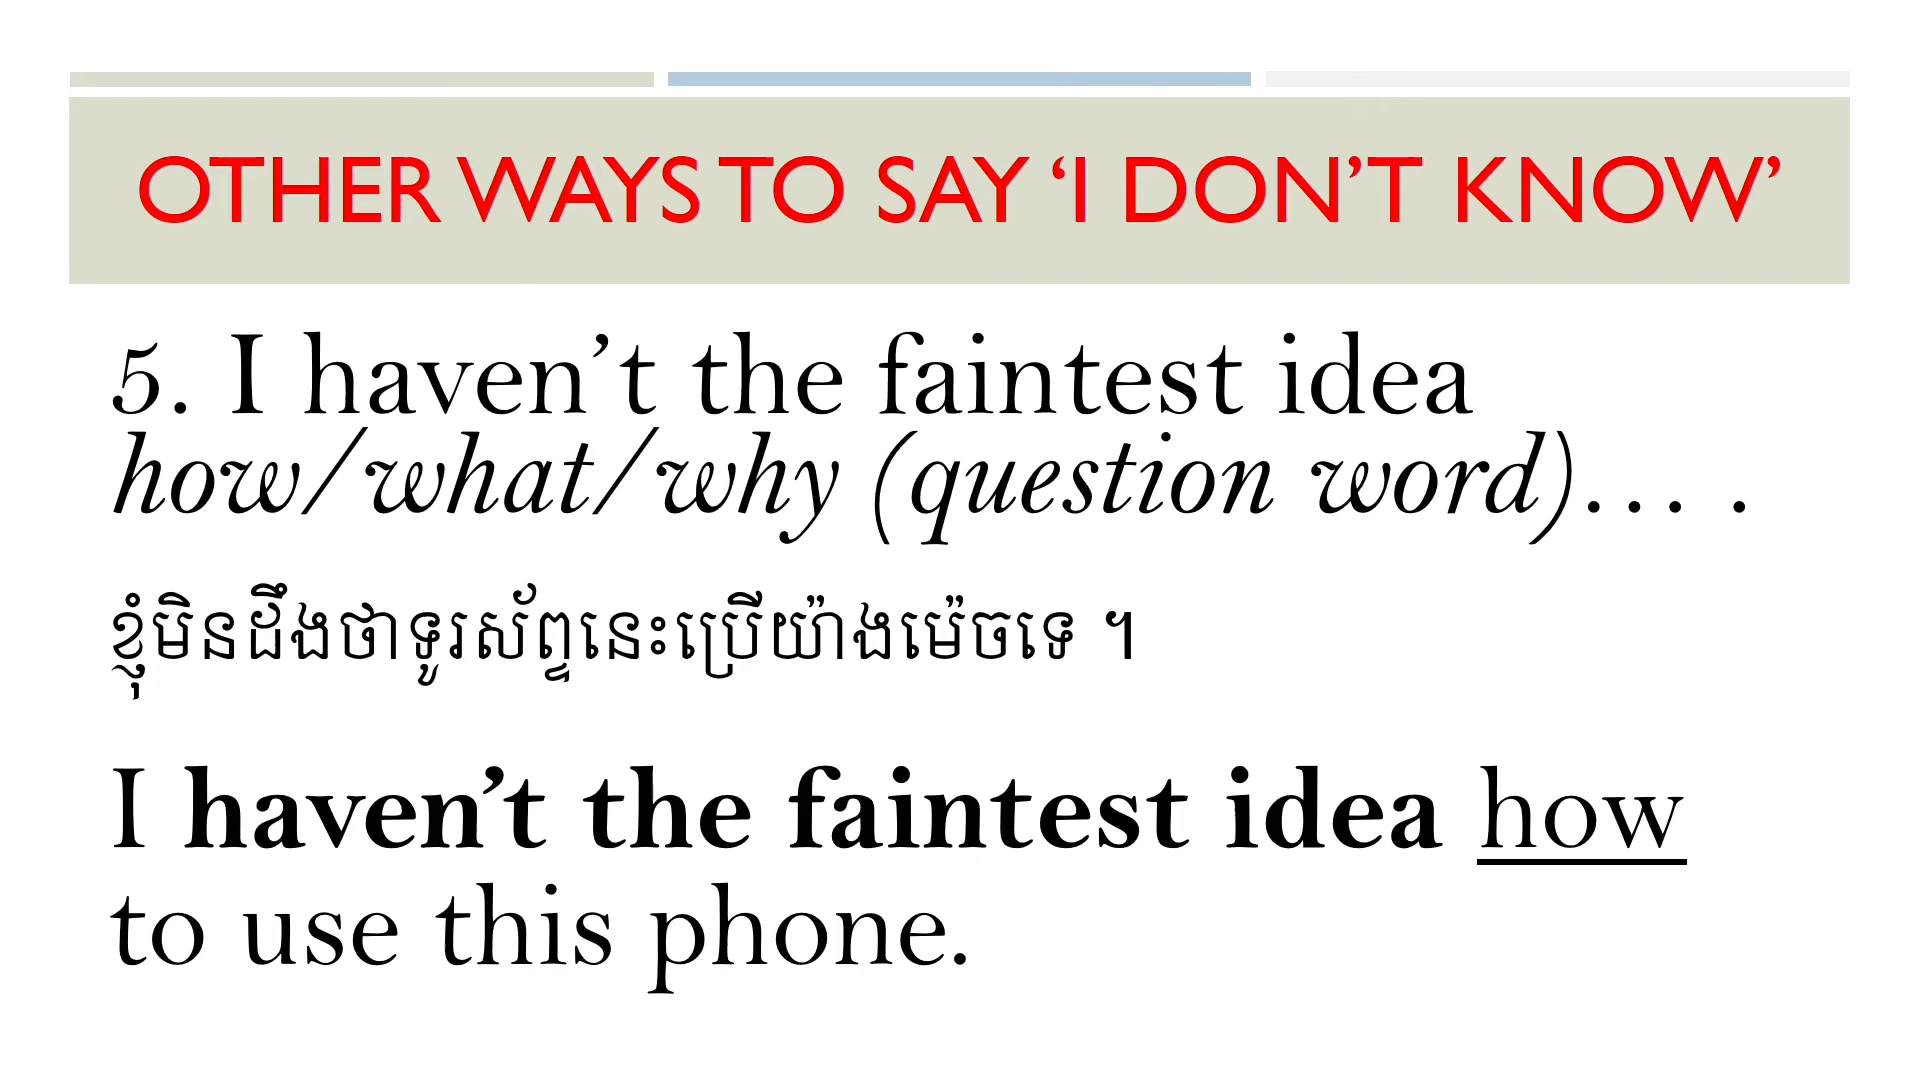 OTHER WAYS TO SAY ‘I DON’T KNOW’
5. I haven’t the faintest idea
how/what/why (question word)… .
ខ្ញុំមិនដឹងថាទូរស័ព្ទនេះប្រើយ៉ាងម៉េចទេ ។
I haven’t the faintest idea how
to use this phone.